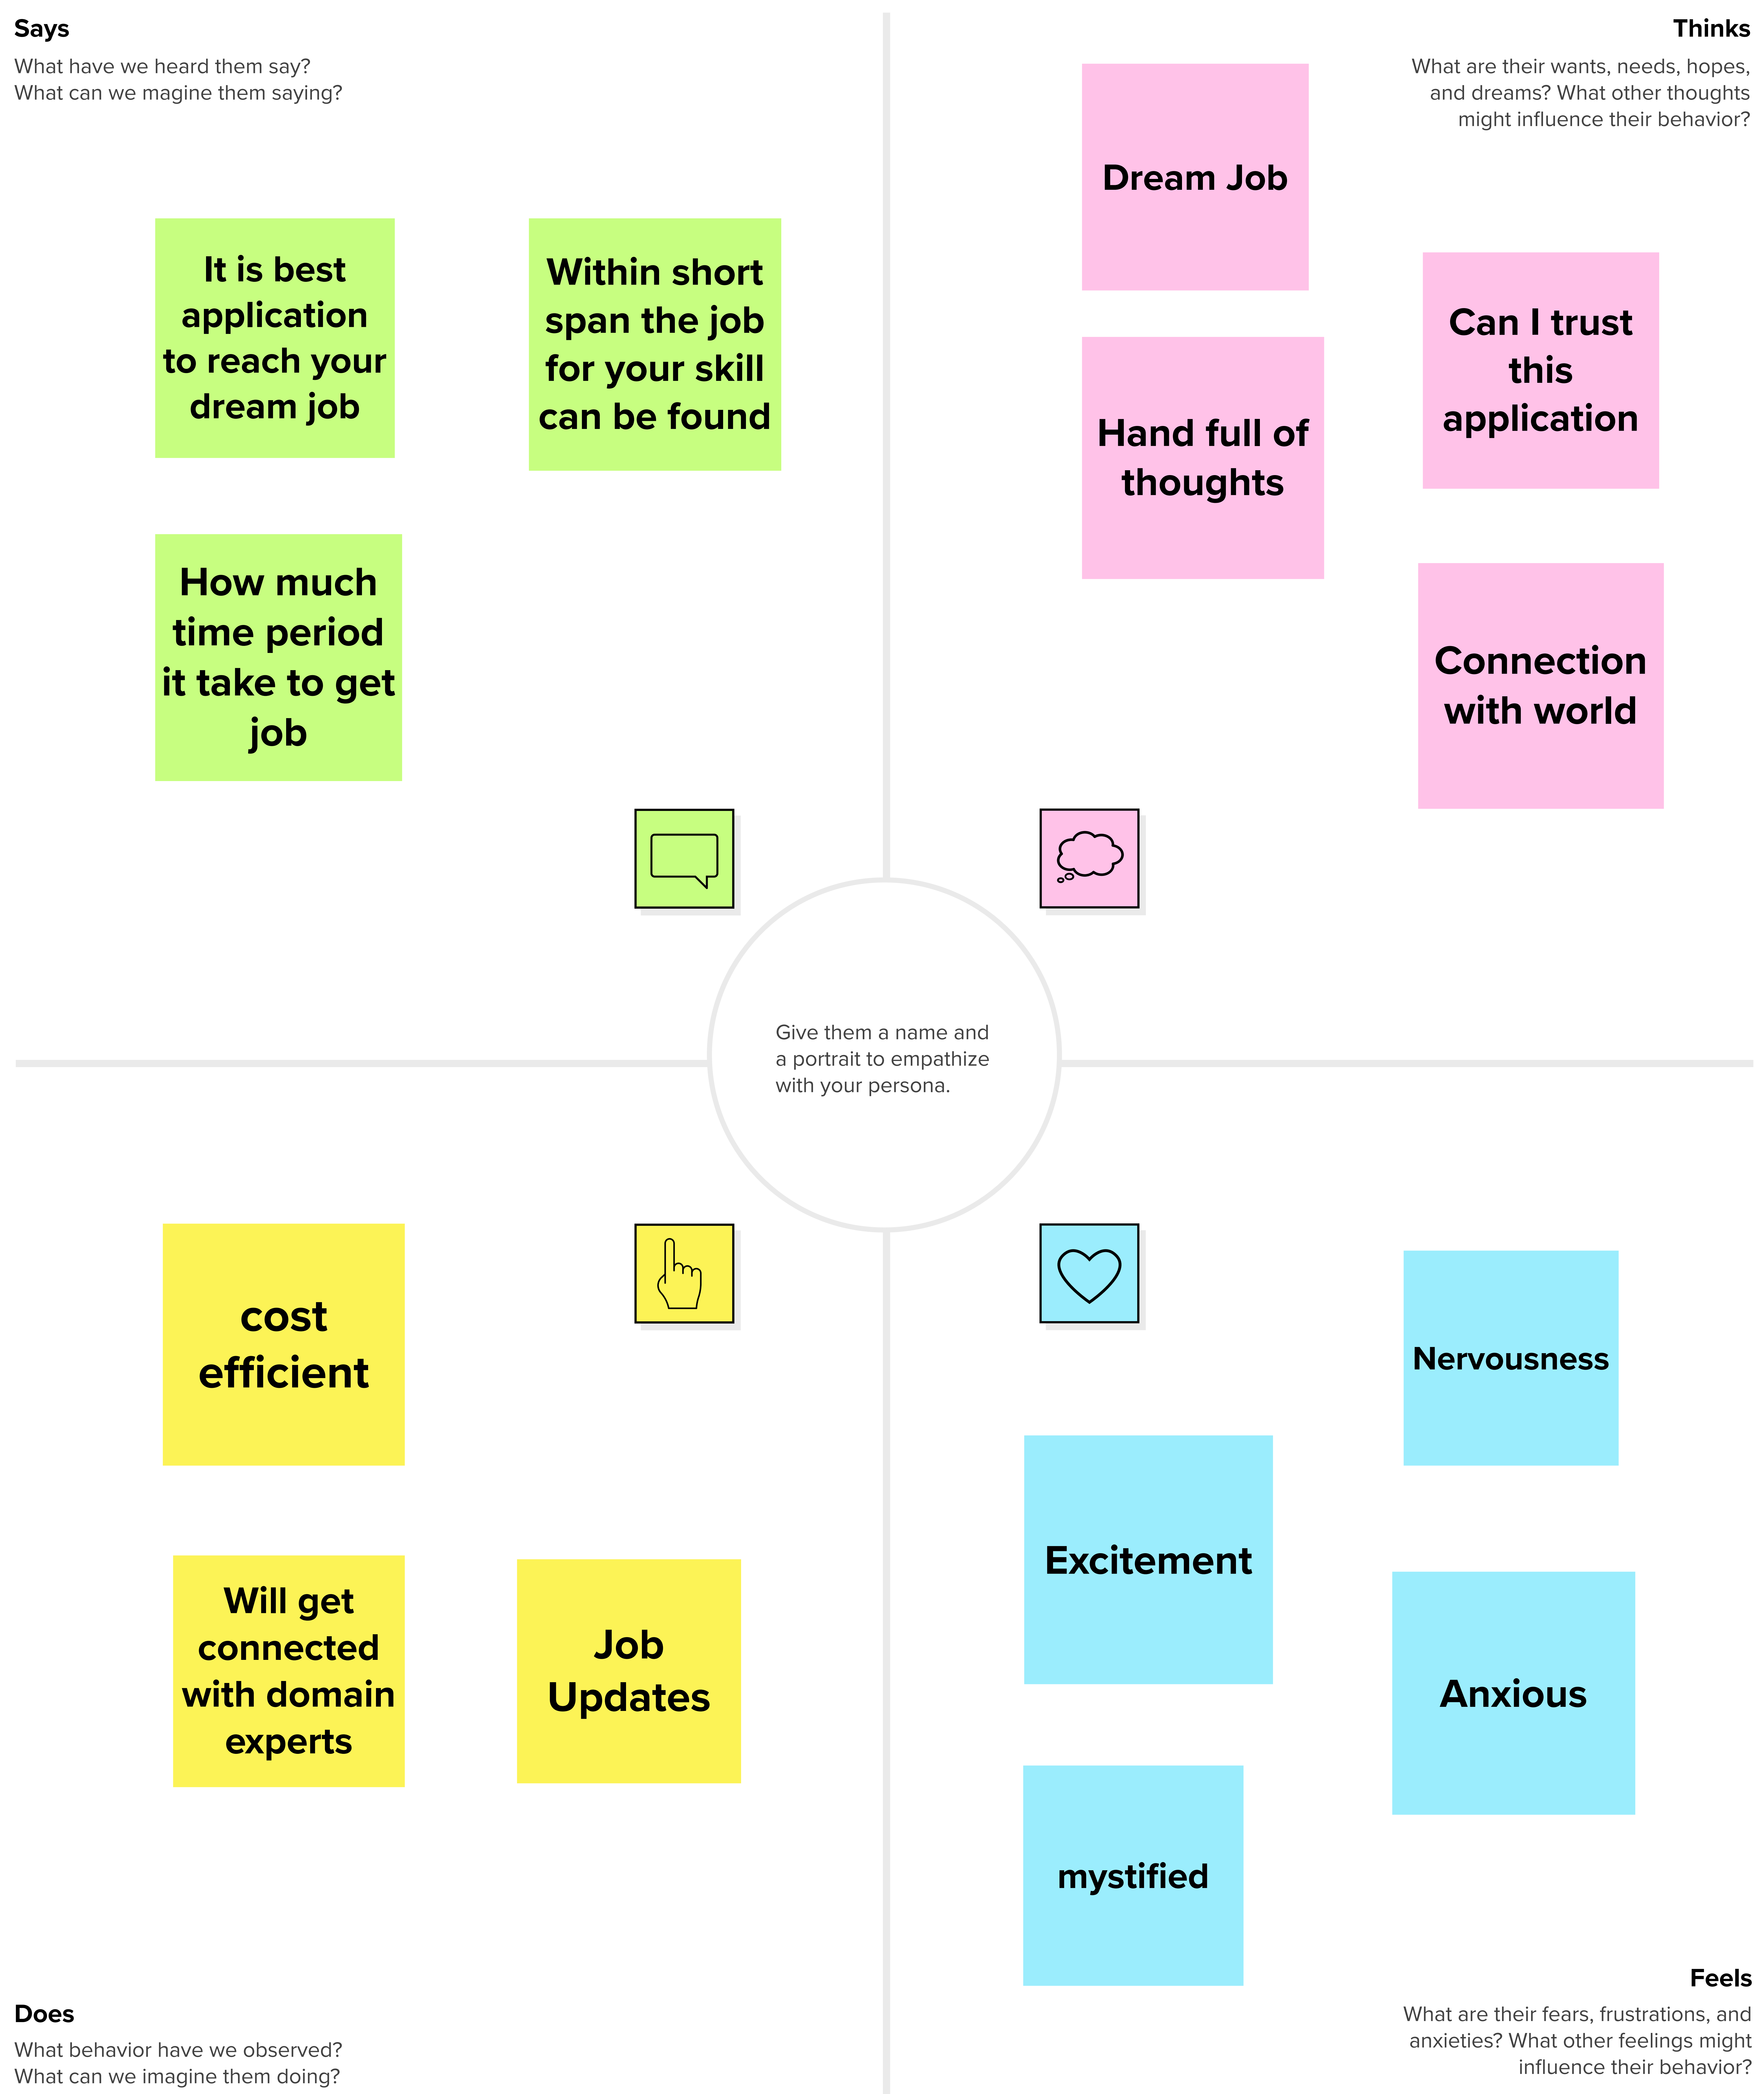 Says
What have we heard them say?
What can we magine them saying?
It is best
application
to reach your
dream job
Within short
span the job
for your skill
can be found
How much
time period
it take to get
job
Thinks
What are their wants, needs, hopes,
and dreams? What other thoughts
might influence their behavior?
Dream Job
Can I trust
this
application
Hand full of
thoughts
Connection
with world
Give them a name and
a portrait to empathize
with your persona.
cost
efficient
Will get
connected
with domain
experts
Job
Updates
Does
What behavior have we observed?
What can we imagine them doing?
Nervousness
Excitement
Anxious
mystified
Feels
What are their fears, frustrations, and
anxieties? What other feelings might
influence their behavior?